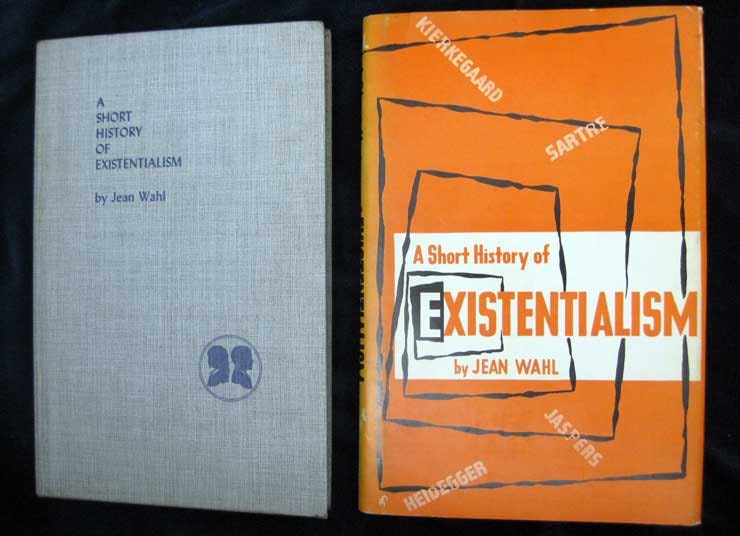 A
SHORT
HISTORY
OF
EXISTENTIALISM
by Jean Wahl
KIERKEGAARD
SARTRE
A Short History of
EXISTENTIALISM
by JEAN WAHL
JASPERS
HEIDEGGER